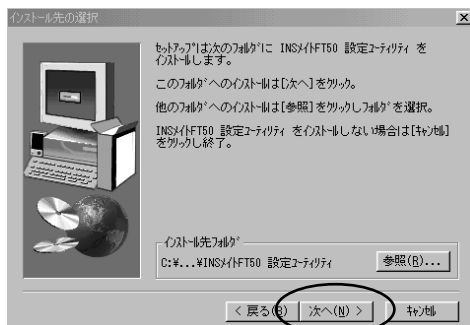 インストール先の選択
ｾｯﾄｱｯﾌﾟは次のﾌｫﾙﾀﾞに INSﾒｲﾄFT50 設定ﾕｰﾃｨﾘﾃｨ を
ｲﾝｽﾄｰﾙします。
このﾌｫﾙﾀﾞへのｲﾝｽﾄｰﾙは[次へ]をｸﾘｯｸ。
他のﾌｫﾙﾀﾞへのｲﾝｽﾄｰﾙは[参照]をｸﾘｯｸしﾌｫﾙﾀﾞを選択。
INSﾒｲﾄFT50 設定ﾕｰﾃｨﾘﾃｨ をｲﾝｽﾄｰﾙしない場合は[ｷｬﾝｾﾙ]
をｸﾘｯｸし終了。
ｲﾝｽﾄｰﾙ先ﾌｫﾙﾀﾞ
C:¥...¥INSﾒｲﾄFT50 設定ﾕｰﾃｨﾘﾃｨ
参照(R)...
< 戻る(B)
次へ(N) >
ｷｬﾝｾﾙ